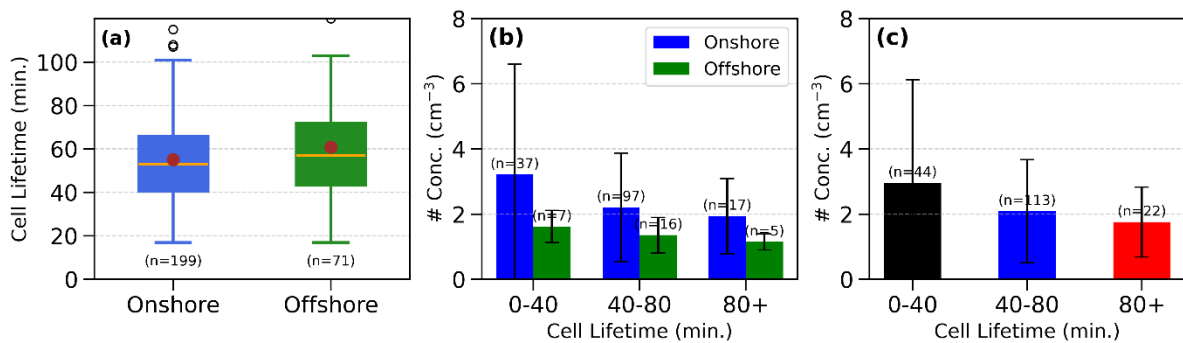 (a)
Cell Lifetime (min.)
100
80
60
40
20
0
(n=199)
(n=71)
Onshore
Offshore
(b)
Onshore
Offshore
# Conc. (cm⁻³)
8
6
4
2
0
(n=37)
(n=7)
(n=97)
(n=16)
(n=17)
(n=5)
0-40
40-80
80+
Cell Lifetime (min.)
(c)
# Conc. (cm⁻³)
8
6
4
2
0
(n=44)
(n=113)
(n=22)
0-40
40-80
80+
Cell Lifetime (min.)